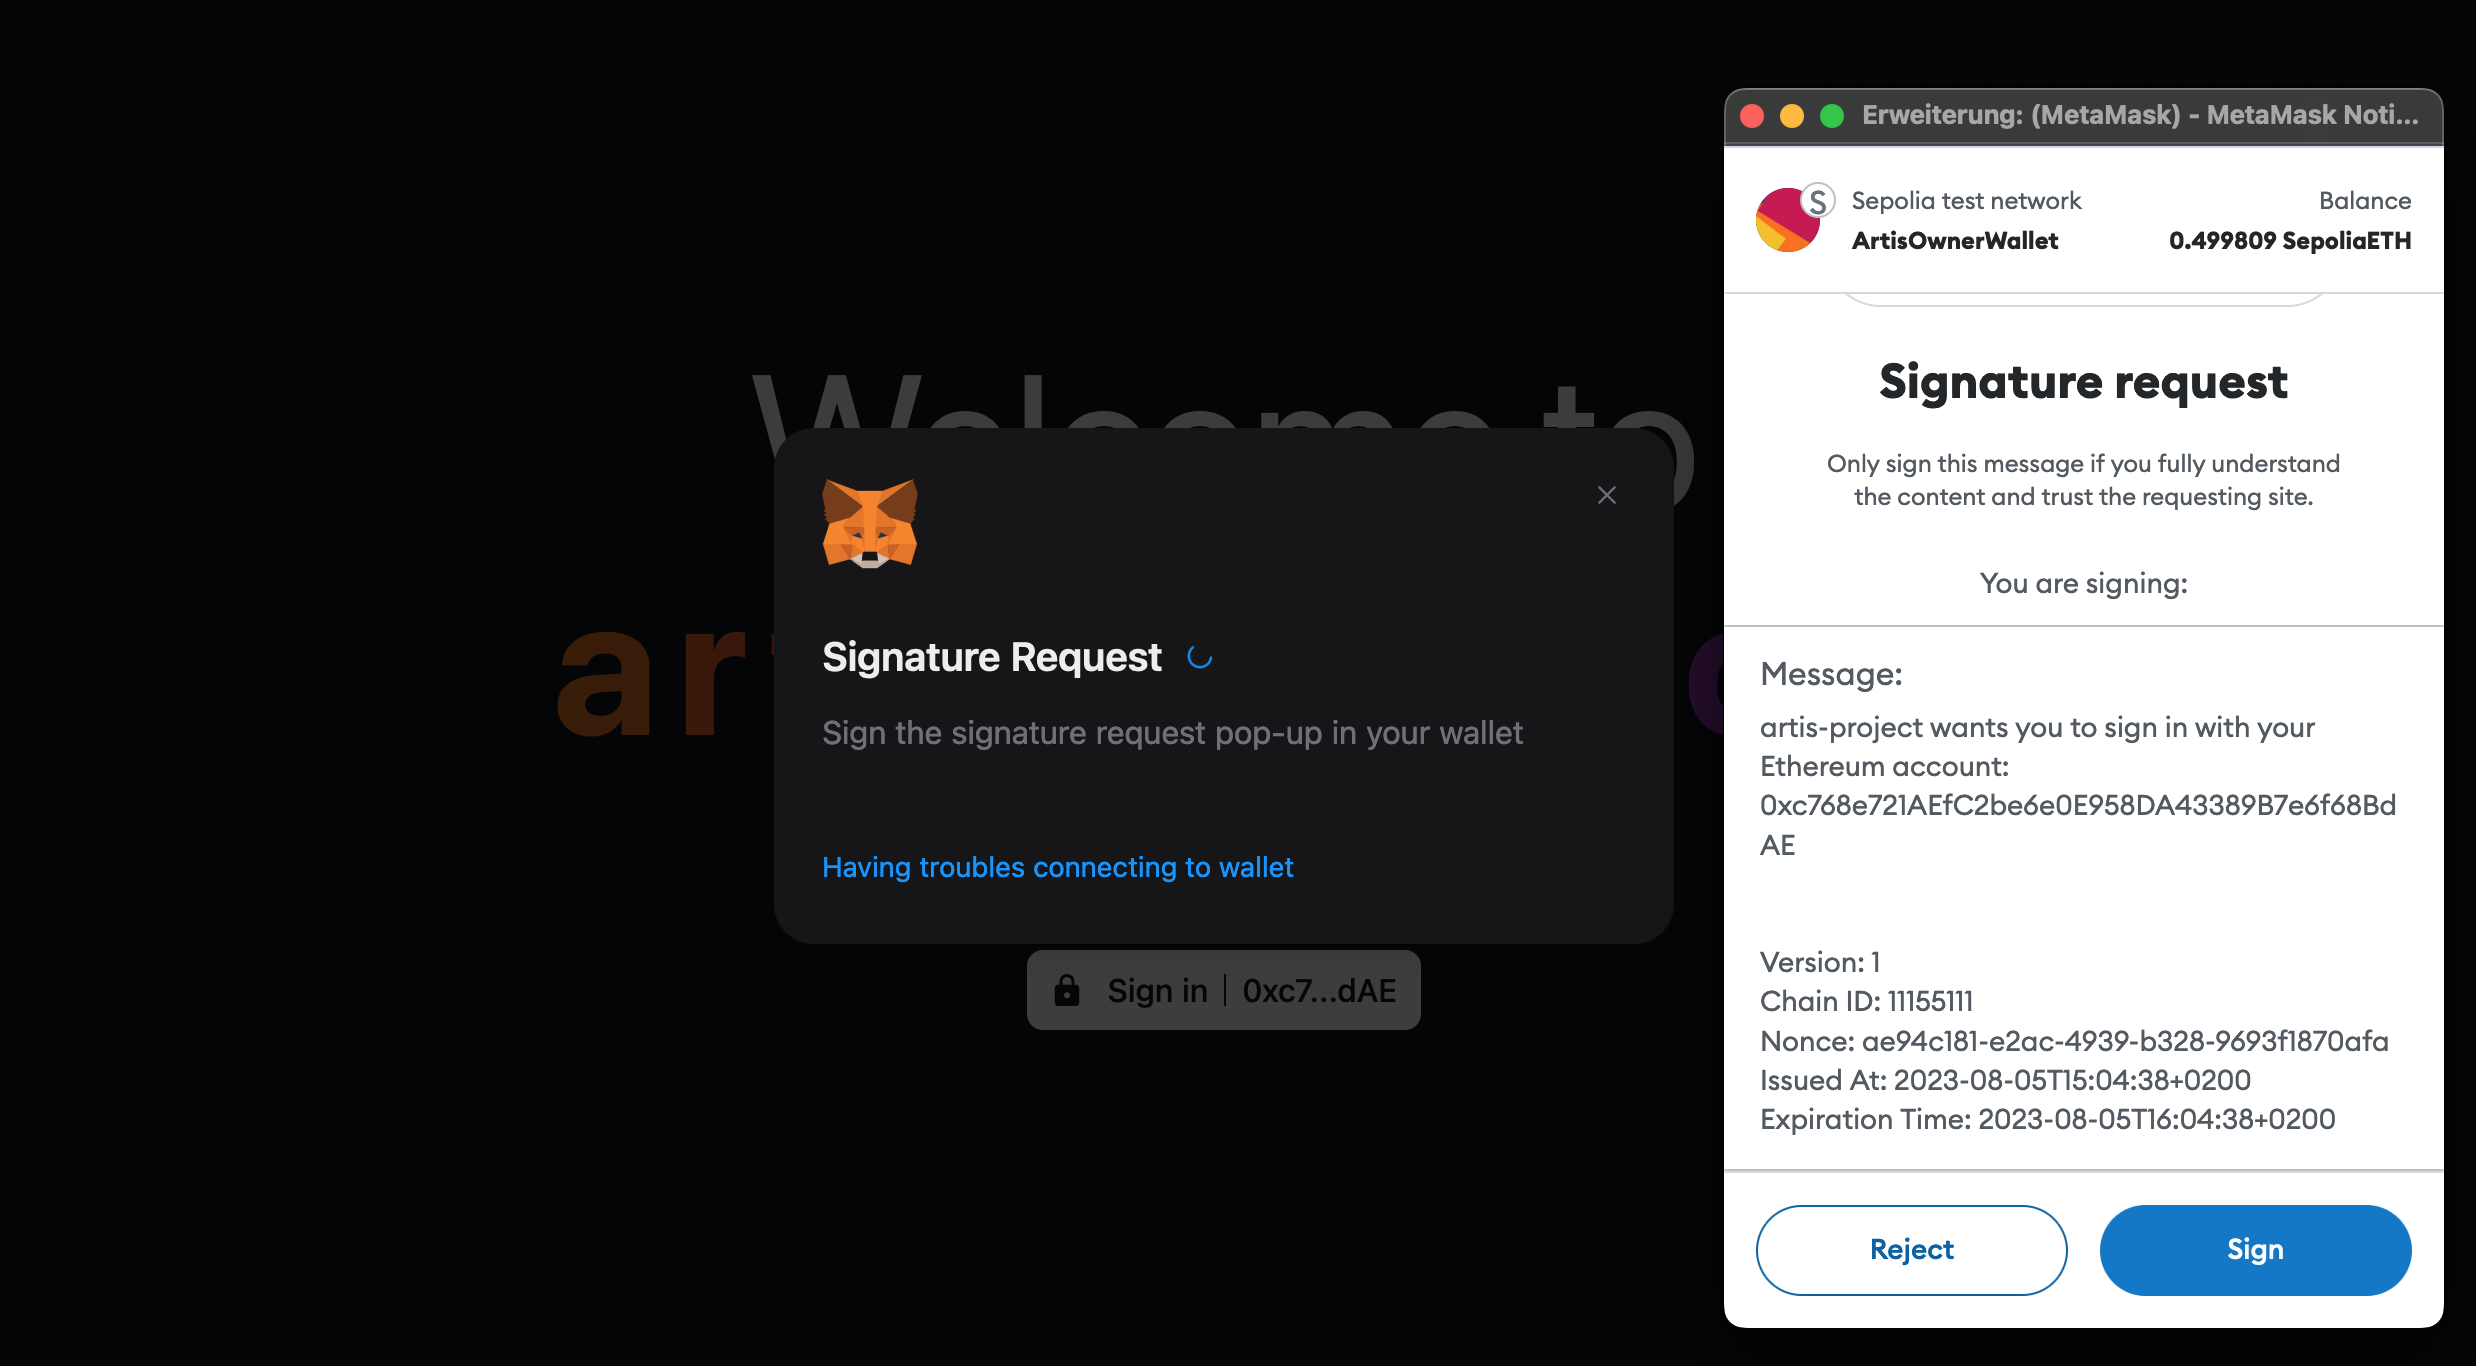 Welcome to
ar
Signature Request
Sign the signature request pop-up in your wallet
Having troubles connecting to wallet
Sign in | 0xc7...dAE
Erweiterung: (MetaMask) - MetaMask Noti...
S
Sepolia test network
Balance
ArtisOwnerWallet
0.499809 SepoliaETH
Signature request
Only sign this message if you fully understand
the content and trust the requesting site.
You are signing:
Message:
artis-project wants you to sign in with your
Ethereum account:
0xc768e721AEfC2be6e0E958DA43389B7e6f68Bd
AE
Version: 1
Chain ID: 11155111
Nonce: ae94c181-e2ac-4939-b328-9693f1870afa
Issued At: 2023-08-05T15:04:38+0200
Expiration Time: 2023-08-05T16:04:38+0200
Reject
Sign